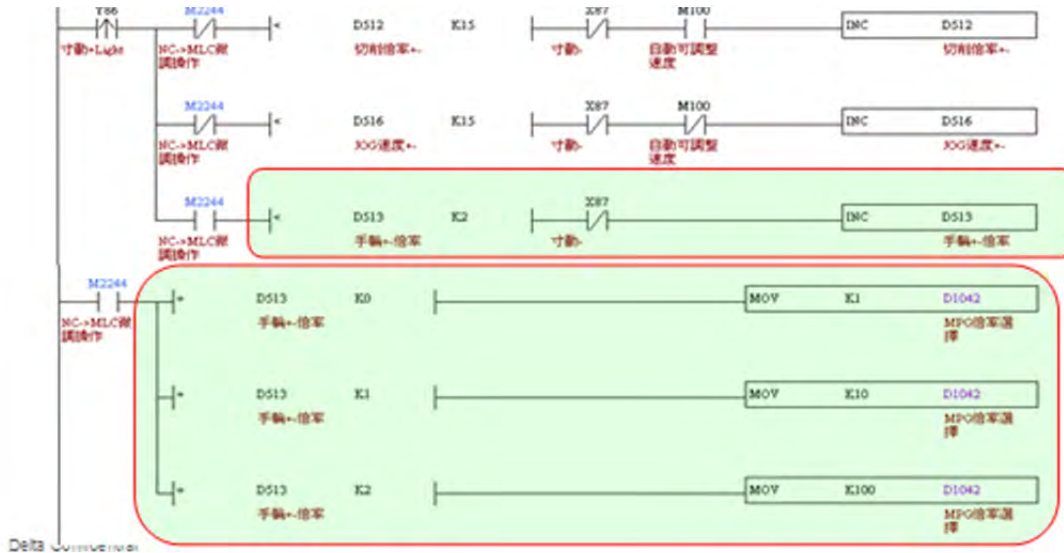 M2244 M100
< D512 K15 INC D512
寸動+Light NC->MLC微 切削倍率+- 寸動- 自動可調整 切削倍率+-
調操作 速度
M2244 X87 M100
< D516 K15 INC D516
NC->MLC微 JOG速度+- 寸動- 自動可調整 JOG速度+-
調操作 速度
M2244 X87
< D513 K2 INC D513
NC->MLC微 手輪+-倍率 寸動- 手輪+-倍率
調操作
M2244
D513 K0 MOV K1 D1042
NC->MLC微 手輪+-倍率 MPG倍率選
調操作 擇
D513 K1 MOV K10 D1042
手輪+-倍率 MPG倍率選
擇
D513 K2 MOV K100 D1042
手輪+-倍率 MPG倍率選
擇
Delta